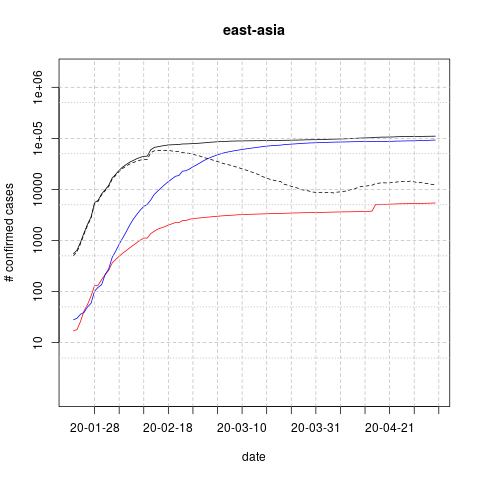 east-asia
# confirmed cases
1e+06
1e+05
10000
1000
100
10
20-01-28
20-02-18
20-03-10
20-03-31
20-04-21
date